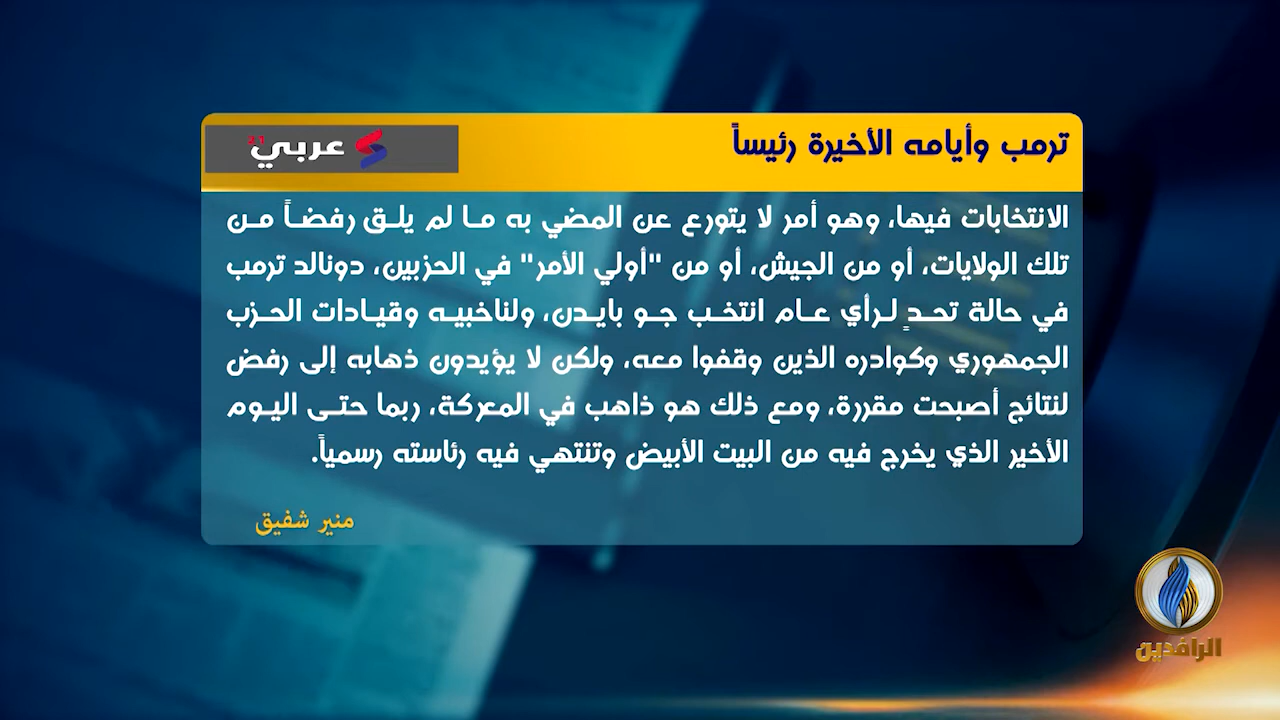 ترمب وأيامه الأخيرة رئيساً
عربي 21
الانتخابات فيها، وهو أمر لا يتورع عن المضي به ما لم يلق رفضاً من
تلك الولايات، أو من الجيش، أو من "أولي الأمر" في الحزبين، دونالد ترمب
في حالة تحدٍ لرأي عام انتخب جو بايدن، ولناخبيه وقيادات الحزب
الجمهوري وكوادره الذين وقفوا معه، ولكن لا يؤيدون ذهابه إلى رفض
لنتائج أصبحت مقررة، ومع ذلك هو ذاهب في المعركة، ربما حتى اليوم
الأخير الذي يخرج فيه من البيت الأبيض وتنتهي فيه رئاسته رسمياً.
منير شفيق
الرافدين